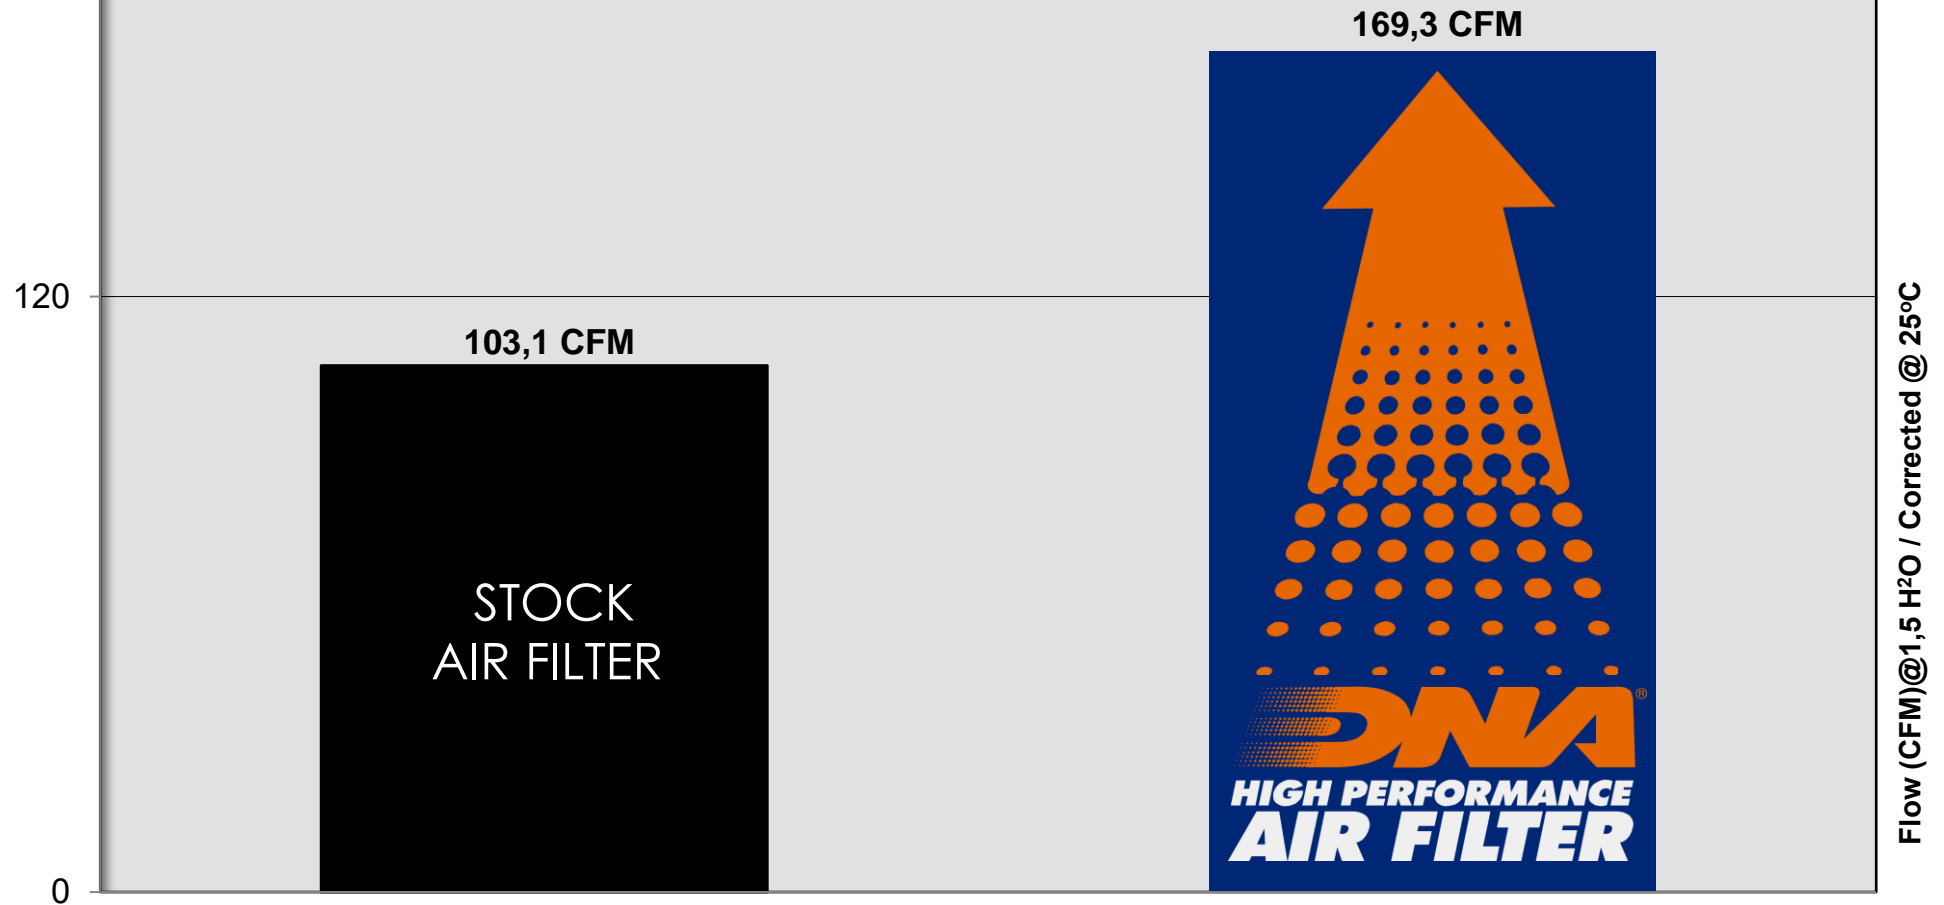 169,3 CFM
120
103,1 CFM
STOCK
AIR FILTER
DNA®
HIGH PERFORMANCE
AIR FILTER
0
Flow (CFM)@1,5 H²O / Corrected @ 25ºC